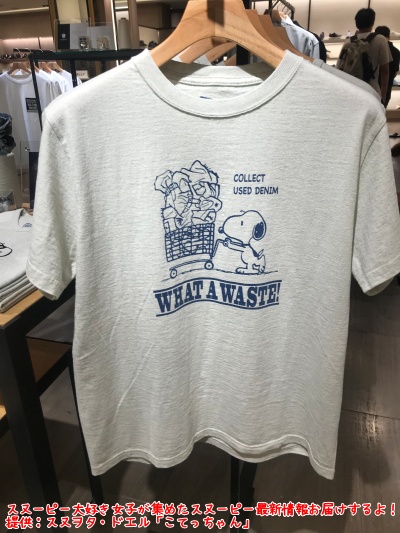 COLLECT
USED DENIM
WHAT A WASTE!
スヌーピー大好き女子が集めたスヌーピー最新情報お届けするよ！
提供：スヌヲタ・ドエル「こてっちゃん」